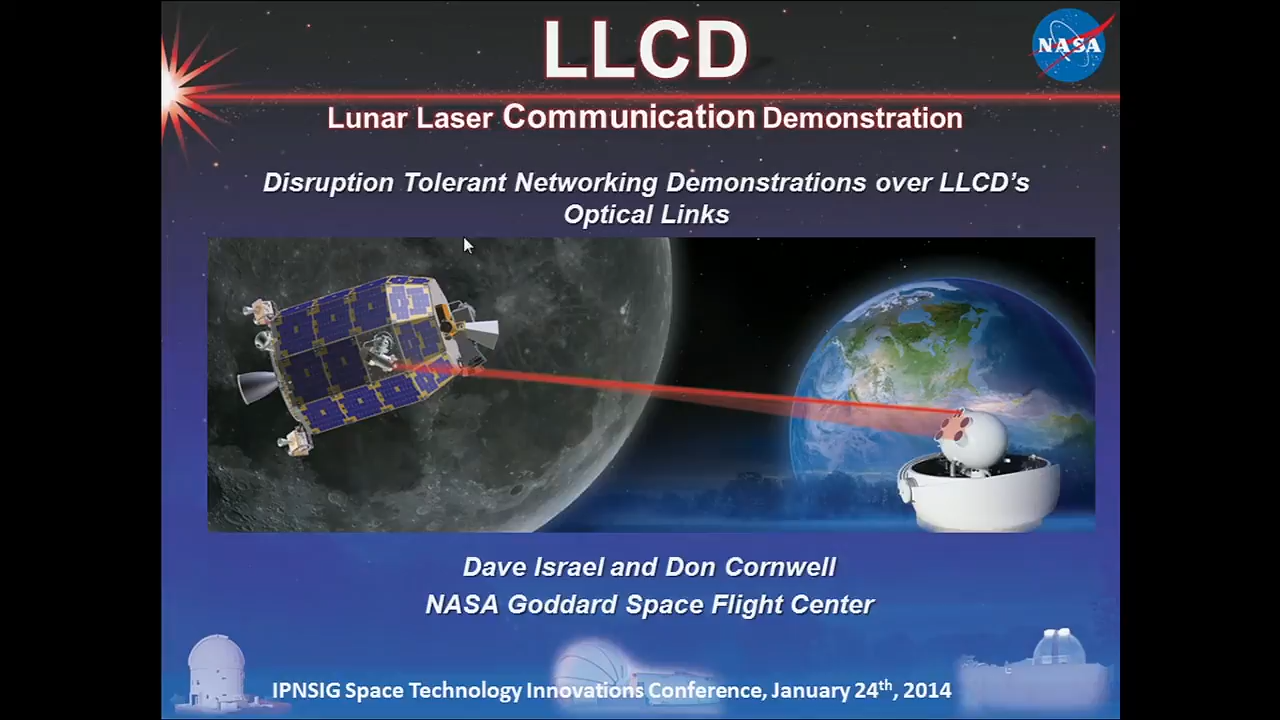 LLCD
NASA
Lunar Laser Communication Demonstration
Disruption Tolerant Networking Demonstrations over LLCD's
Optical Links
Dave Israel and Don Cornwell
NASA Goddard Space Flight Center
IPNSIG Space Technology Innovations Conference, January 24th, 2014